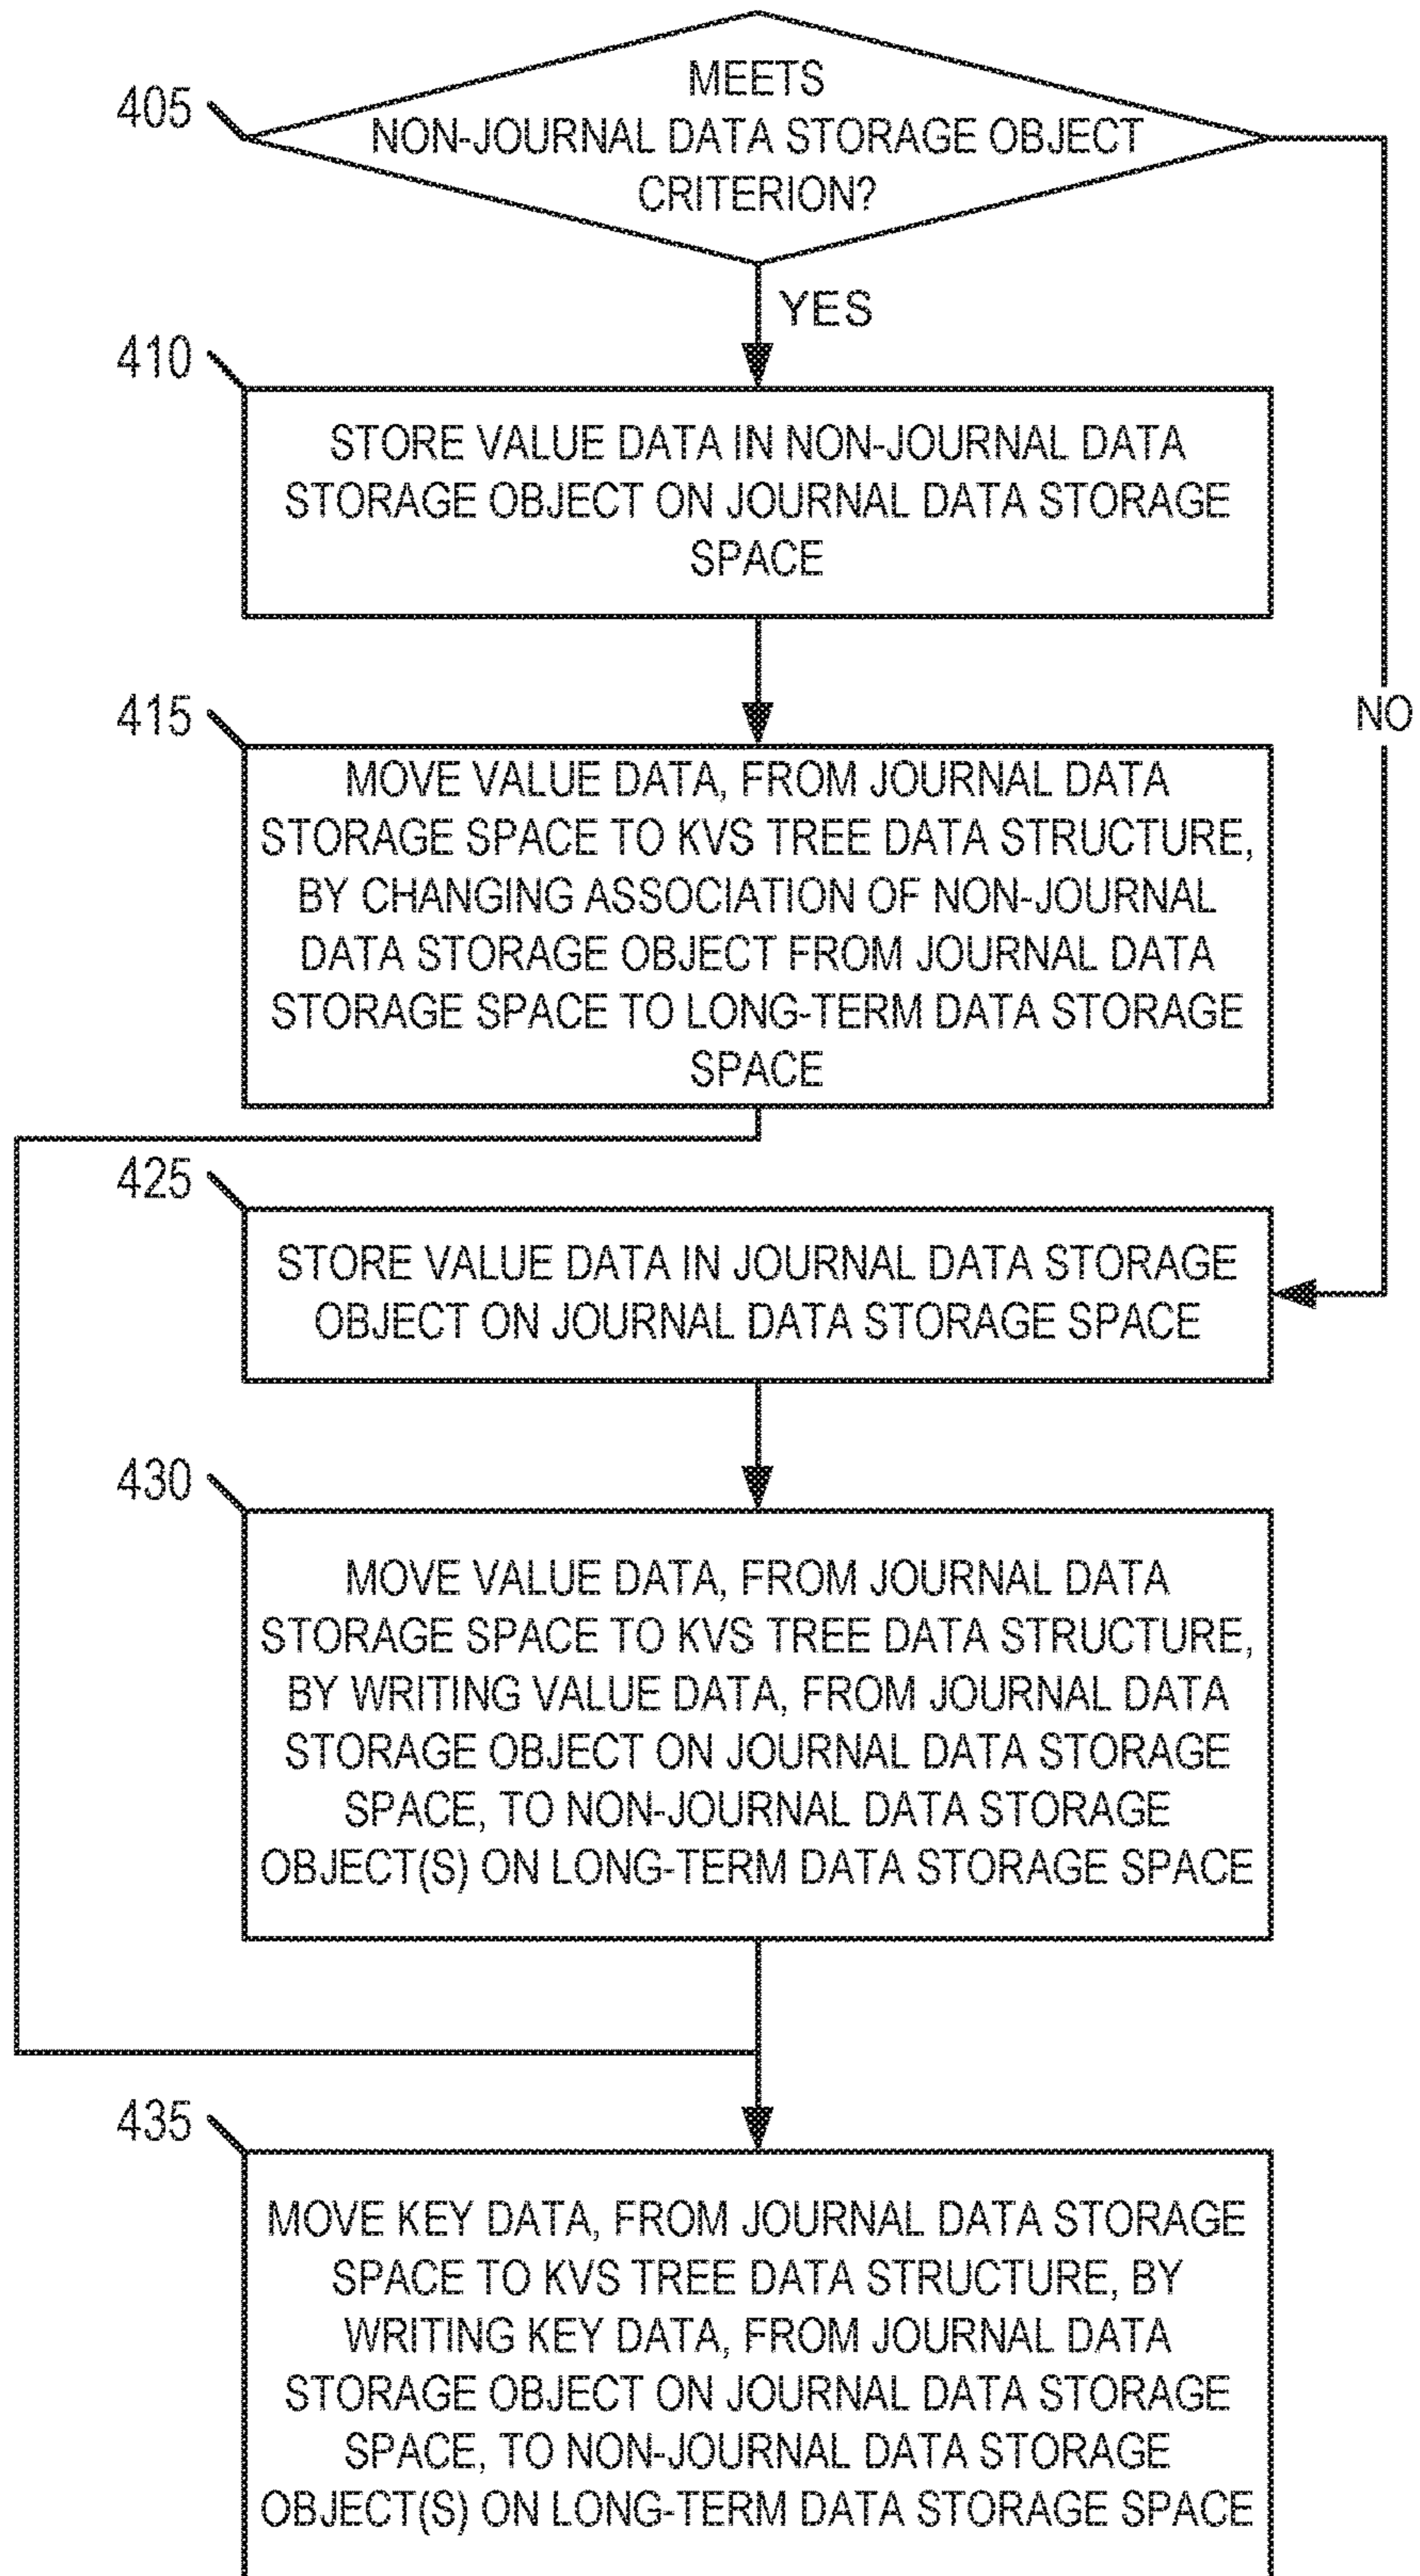 405
MEETS
NON-JOURNAL DATA STORAGE OBJECT
CRITERION?
YES
410
STORE VALUE DATA IN NON-JOURNAL DATA
STORAGE OBJECT ON JOURNAL DATA STORAGE
SPACE
NO
415
MOVE VALUE DATA, FROM JOURNAL DATA
STORAGE SPACE TO KVS TREE DATA STRUCTURE,
BY CHANGING ASSOCIATION OF NON-JOURNAL
DATA STORAGE OBJECT FROM JOURNAL DATA
STORAGE SPACE TO LONG-TERM DATA STORAGE
SPACE
425
STORE VALUE DATA IN JOURNAL DATA STORAGE
OBJECT ON JOURNAL DATA STORAGE SPACE
430
MOVE VALUE DATA, FROM JOURNAL DATA
STORAGE SPACE TO KVS TREE DATA STRUCTURE,
BY WRITING VALUE DATA, FROM JOURNAL DATA
STORAGE OBJECT ON JOURNAL DATA STORAGE
SPACE, TO NON-JOURNAL DATA STORAGE
OBJECT(S) ON LONG-TERM DATA STORAGE SPACE
435
MOVE KEY DATA, FROM JOURNAL DATA STORAGE
SPACE TO KVS TREE DATA STRUCTURE, BY
WRITING KEY DATA, FROM JOURNAL DATA
STORAGE OBJECT ON JOURNAL DATA STORAGE
SPACE, TO NON-JOURNAL DATA STORAGE
OBJECT(S) ON LONG-TERM DATA STORAGE SPACE